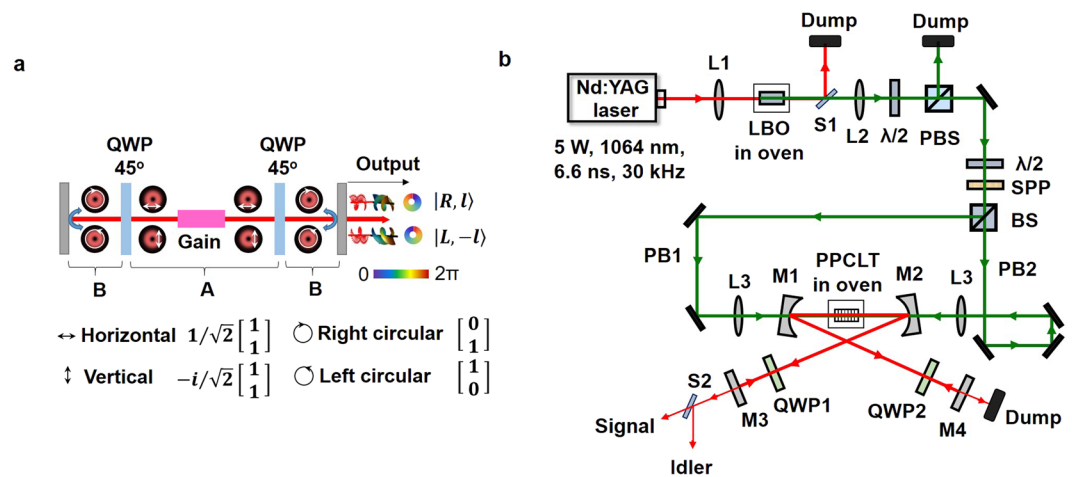 a
QWP
45º
QWP
45º
Output
|R, l⟩
|L, −l⟩
Gain
0
2π
B
A
B
Horizontal 1/√2 [1 1]
Right circular [0 1]
Vertical −i/√2 [1 1]
Left circular [1 0]
b
Dump
Dump
L1
Nd:YAG
laser
LBO
in oven
S1
L2
λ/2
PBS
5 W, 1064 nm,
6.6 ns, 30 kHz
λ/2
SPP
BS
PB1
PB2
L3
M1
PPCLT
in oven
M2
L3
S2
M3
QWP1
QWP2
M4
Dump
Signal
Idler